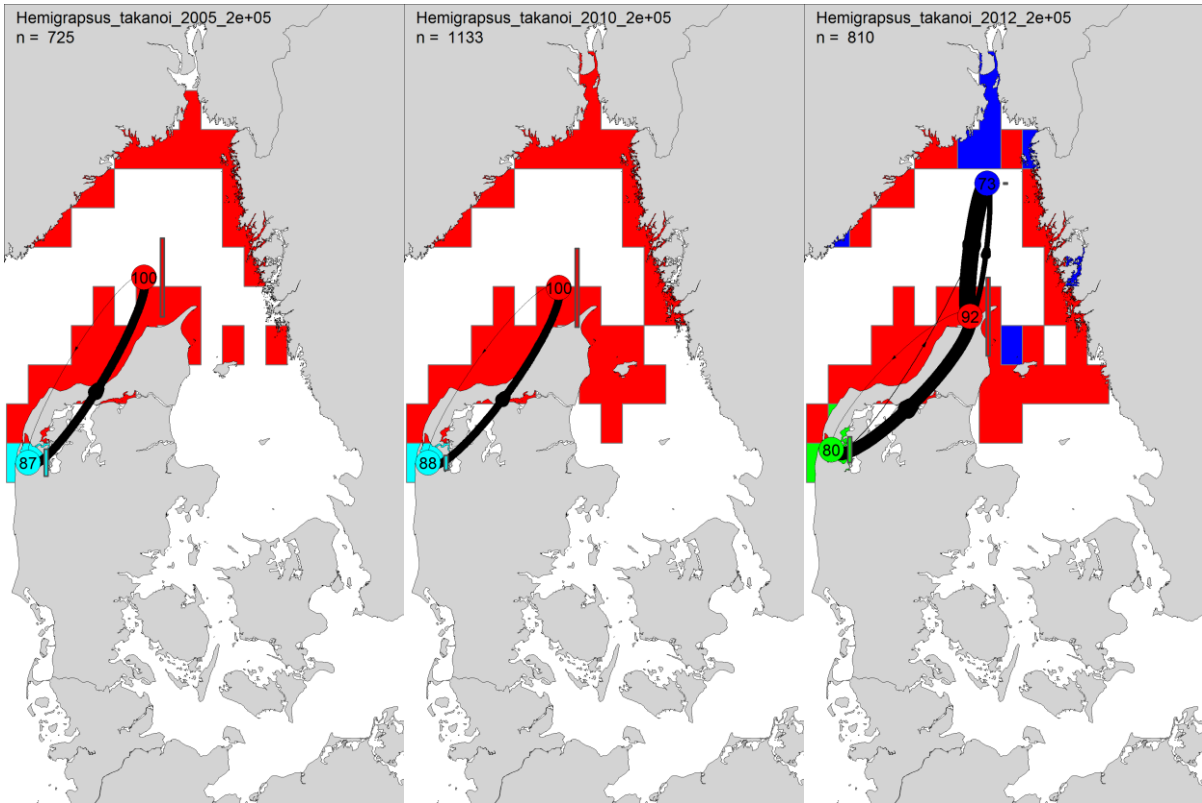 Hemigrapsus_takanoi_2005_2e+05
n = 725
100
87
Hemigrapsus_takanoi_2010_2e+05
n = 1133
100
88
Hemigrapsus_takanoi_2012_2e+05
n = 810
73
92
80